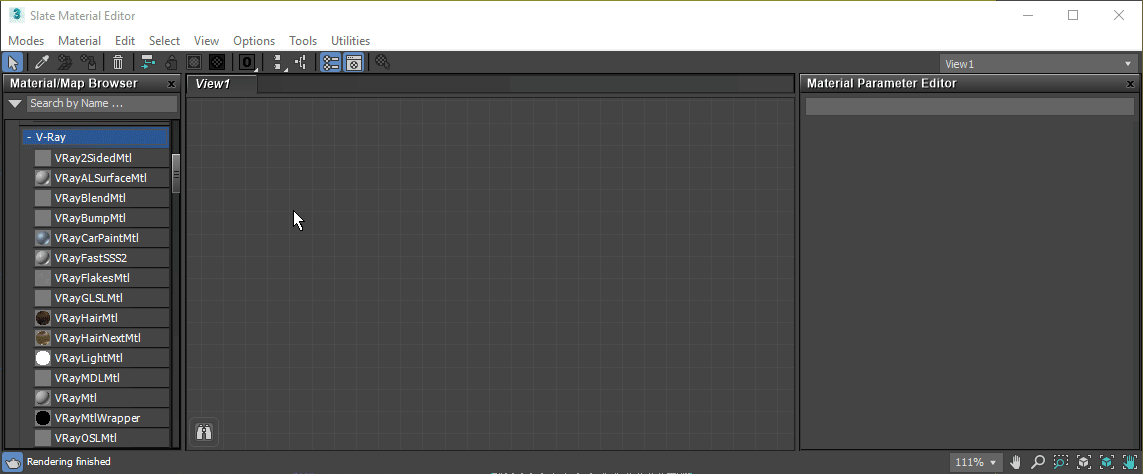 3 Slate Material Editor
Modes Material Edit Select View Options Tools Utilities
0 View1
Material/Map Browser x View1 Material Parameter Editor x
Search by Name ...
- V-Ray
VRay2SidedMtl
VRayALSurfaceMtl
VRayBlendMtl
VRayBumpMtl
VRayCarPaintMtl
VRayFastSSS2
VRayFlakesMtl
VRayGLSLMtl
VRayHairMtl
VRayHairNextMtl
VRayLightMtl
VRayMDLMtl
VRayMtl
VRayMtlWrapper
VRayOSLMtl
Rendering finished 111%